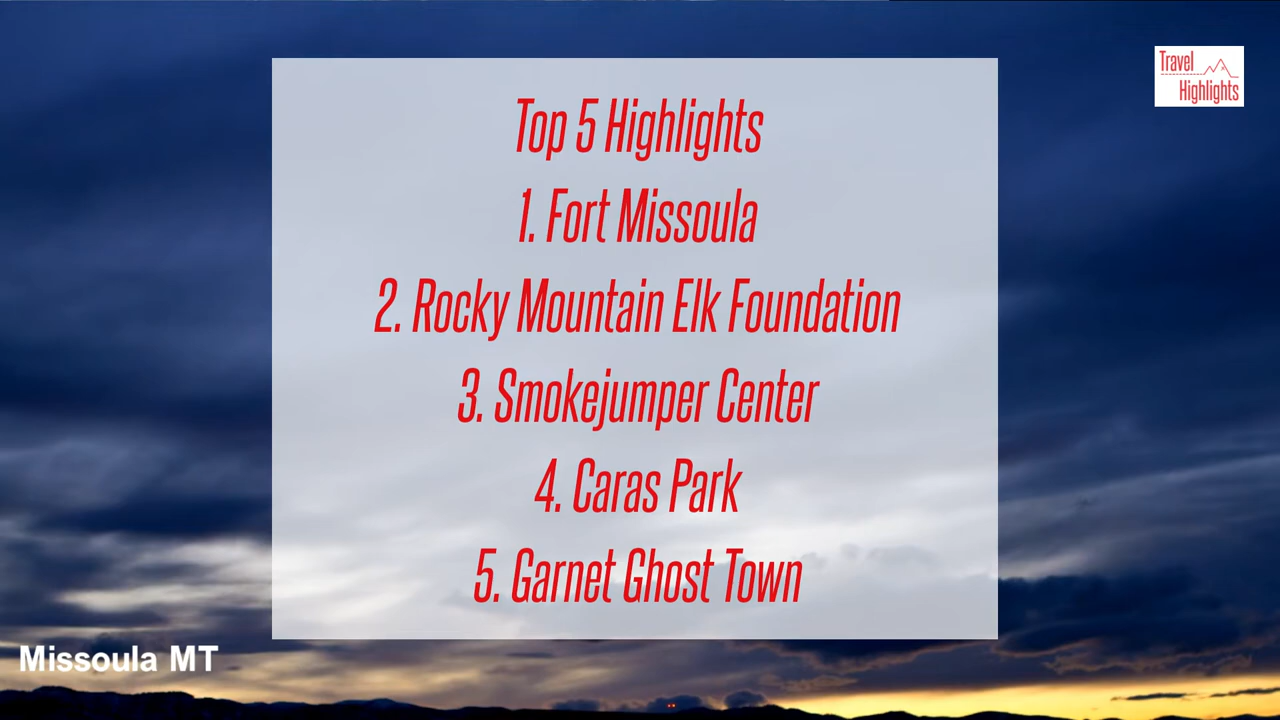 Travel
Highlights
Top 5 Highlights
1. Fort Missoula
2. Rocky Mountain Elk Foundation
3. Smokejumper Center
4. Caras Park
5. Garnet Ghost Town
Missoula MT